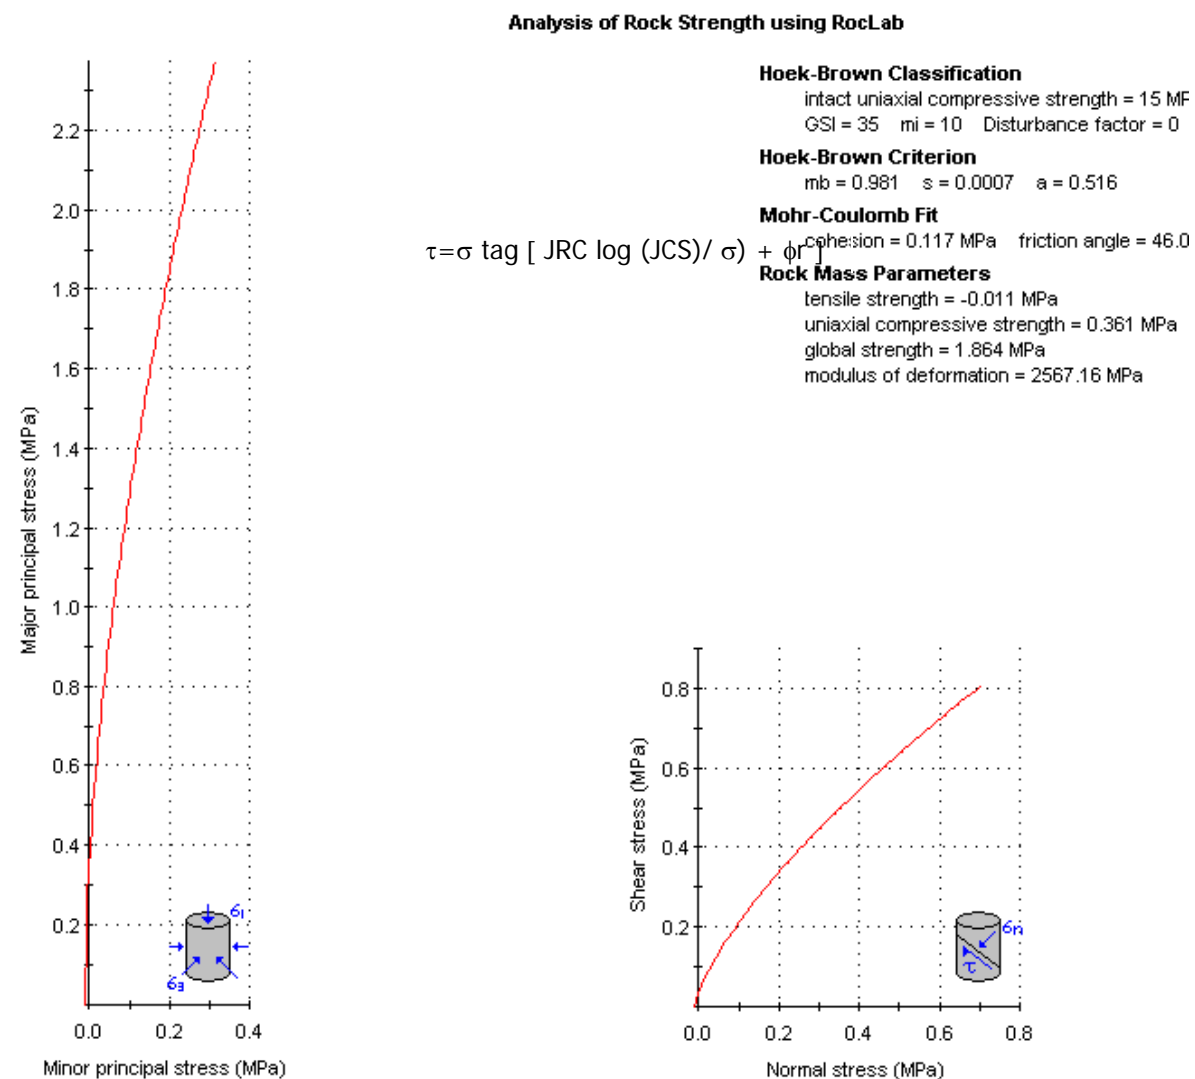 Analysis of Rock Strength using RocLab
Hoek-Brown Classification
intact uniaxial compressive strength = 15 MP
GSI = 35 mi = 10 Disturbance factor = 0
Hoek-Brown Criterion
mb = 0.981 s = 0.0007 a = 0.516
Mohr-Coulomb Fit
cohesion = 0.117 MPa friction angle = 46.0
τ=σ tag [ JRC log (JCS)/ σ) + ϕr ]
Rock Mass Parameters
tensile strength = -0.011 MPa
uniaxial compressive strength = 0.361 MPa
global strength = 1.864 MPa
modulus of deformation = 2567.16 MPa
Major principal stress (MPa)
2.2
2.0
1.8
1.6
1.4
1.2
1.0
0.8
0.6
0.4
0.2
0.0 0.2 0.4
Minor principal stress (MPa)
σ1
σ3
Shear stress (MPa)
0.8
0.6
0.4
0.2
0.0 0.2 0.4 0.6 0.8
Normal stress (MPa)
σn
τ